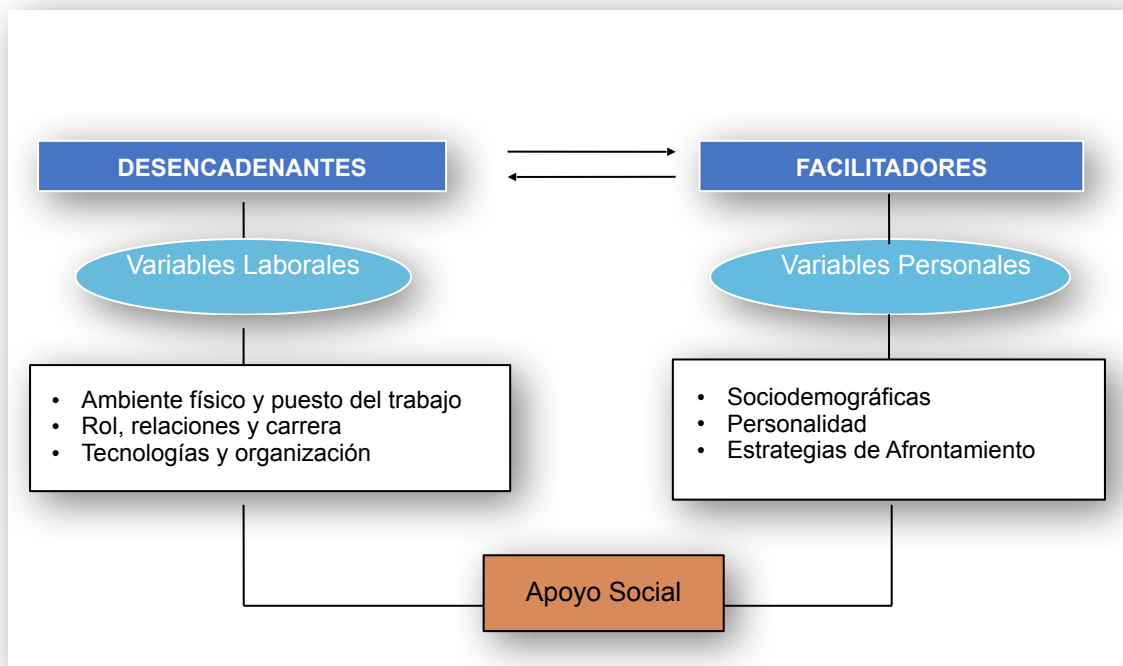 DESENCADENANTES
FACILITADORES
Variables Laborales
Variables Personales
• Ambiente físico y puesto del trabajo
• Rol, relaciones y carrera
• Tecnologías y organización
• Sociodemográficas
• Personalidad
• Estrategias de Afrontamiento
Apoyo Social